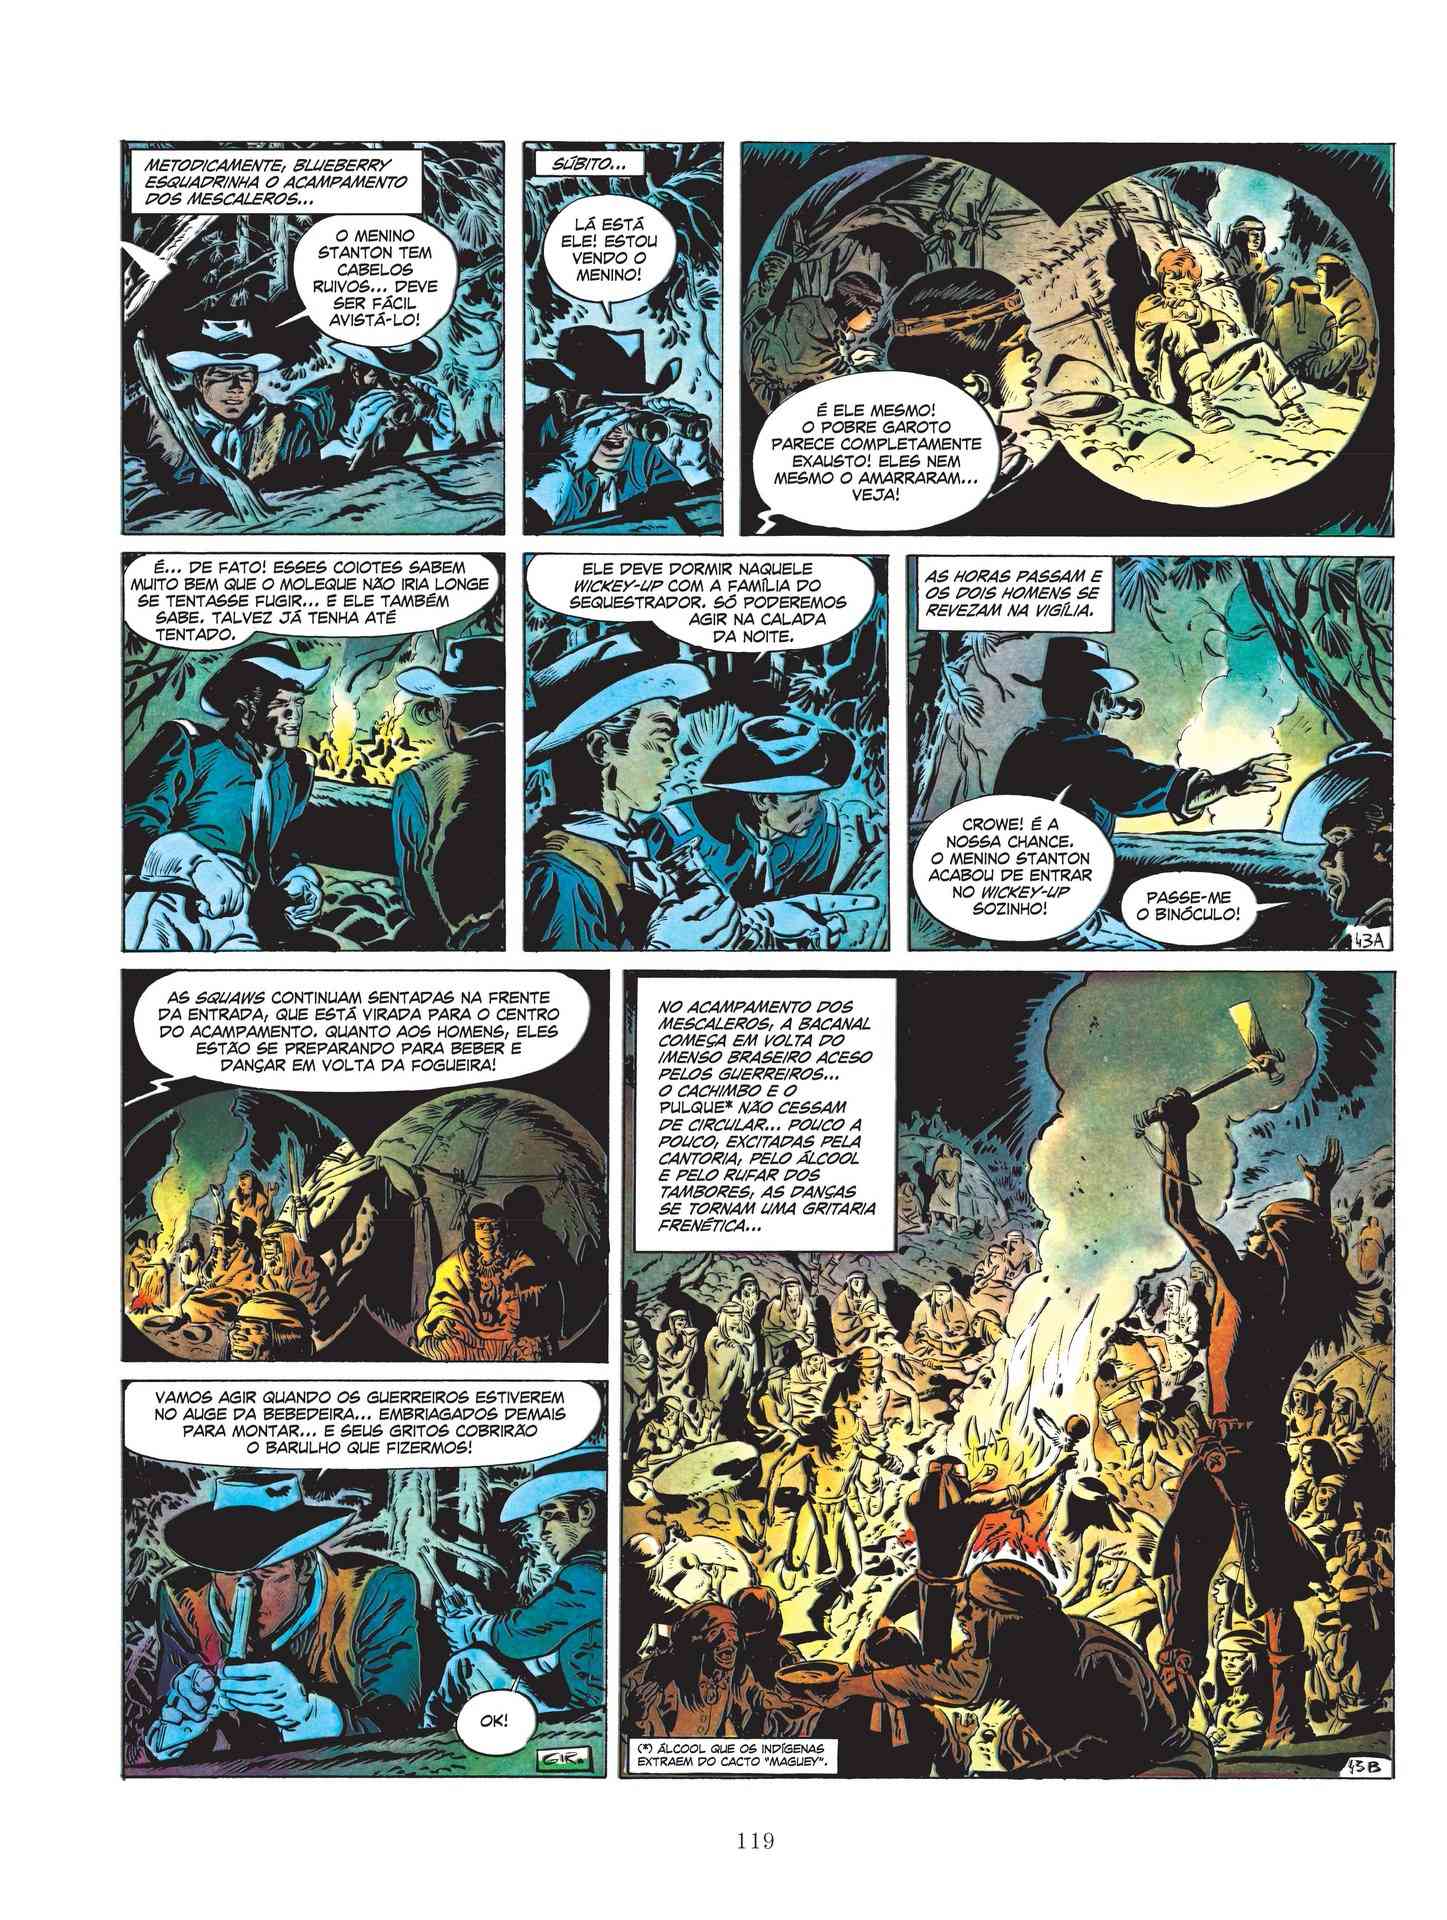 METODICAMENTE, BLUEBERRY
ESQUADRINHA O ACAMPAMENTO
DOS MESCALEROS...
O MENINO
STANTON TEM
CABELOS
RUIVOS... DEVE
SER FÁCIL
AVISTÁ-LO!
SÚBITO...
LÁ ESTÁ
ELE! ESTOU
VENDO O
MENINO!
É ELE MESMO!
O POBRE GAROTO
PARECE COMPLETAMENTE
EXAUSTO! ELES NEM
MESMO O AMARRARAM...
VEJA!
É... DE FATO! ESSES COIOTES SABEM
MUITO BEM QUE O MOLEQUE NÃO IRIA LONGE
SE TENTASSE FUGIR... E ELE TAMBÉM
SABE. TALVEZ JÁ TENHA ATÉ
TENTADO.
ELE DEVE DORMIR NAQUELE
WICKEY-UP COM A FAMÍLIA DO
SEQUESTRADOR. SÓ PODEREMOS
AGIR NA CALADA
DA NOITE.
AS HORAS PASSAM E
OS DOIS HOMENS SE
REVEZAM NA VIGÍLIA.
CROWE! É A
NOSSA CHANCE.
O MENINO STANTON
ACABOU DE ENTRAR
NO WICKEY-UP
SOZINHO!
PASSE-ME
O BINÓCULO!
43A
AS SQUAWS CONTINUAM SENTADAS NA FRENTE
DA ENTRADA, QUE ESTÁ VIRADA PARA O CENTRO
DO ACAMPAMENTO. QUANTO AOS HOMENS, ELES
ESTÃO SE PREPARANDO PARA BEBER E
DANÇAR EM VOLTA DA FOGUEIRA!
VAMOS AGIR QUANDO OS GUERREIROS ESTIVEREM
NO AUGE DA BEBEDEIRA... EMBRIAGADOS DEMAIS
PARA MONTAR... E SEUS GRITOS COBRIRÃO
O BARULHO QUE FIZERMOS!
OK!
GIR.
NO ACAMPAMENTO DOS
MESCALEROS, A BACANAL
COMEÇA EM VOLTA DO
IMENSO BRASEIRO ACESO
PELOS GUERREIROS...
O CACHIMBO E O
PULQUE* NÃO CESSAM
DE CIRCULAR... POUCO A
POUCO, EXCITADAS PELA
CANTORIA, PELO ÁLCOOL
E PELO RUFAR DOS
TAMBORES, AS DANÇAS
SE TORNAM UMA GRITARIA
FRENÉTICA...
(*) ÁLCOOL QUE OS INDÍGENAS
EXTRAEM DO CACTO "MAGUEY".
43B
119